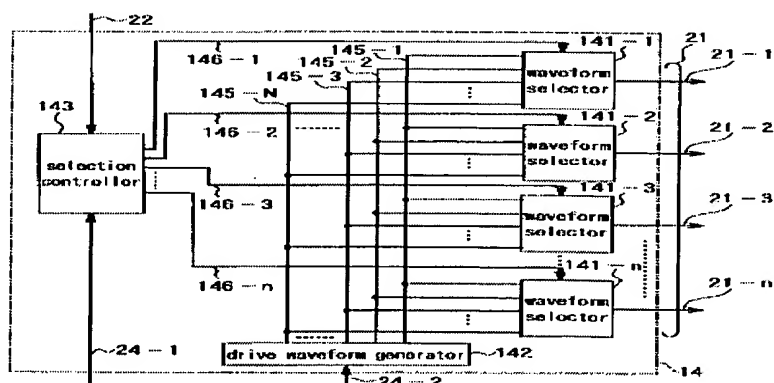 22
146-1
145-1
145-2
145-3
145-N
141-1
21
21-1
waveform selector
143
146-2
141-2
21-2
waveform selector
selection controller
146-3
141-3
21-3
waveform selector
146-n
141-n
21-n
waveform selector
24-1
drive waveform generator
142
24-2
14